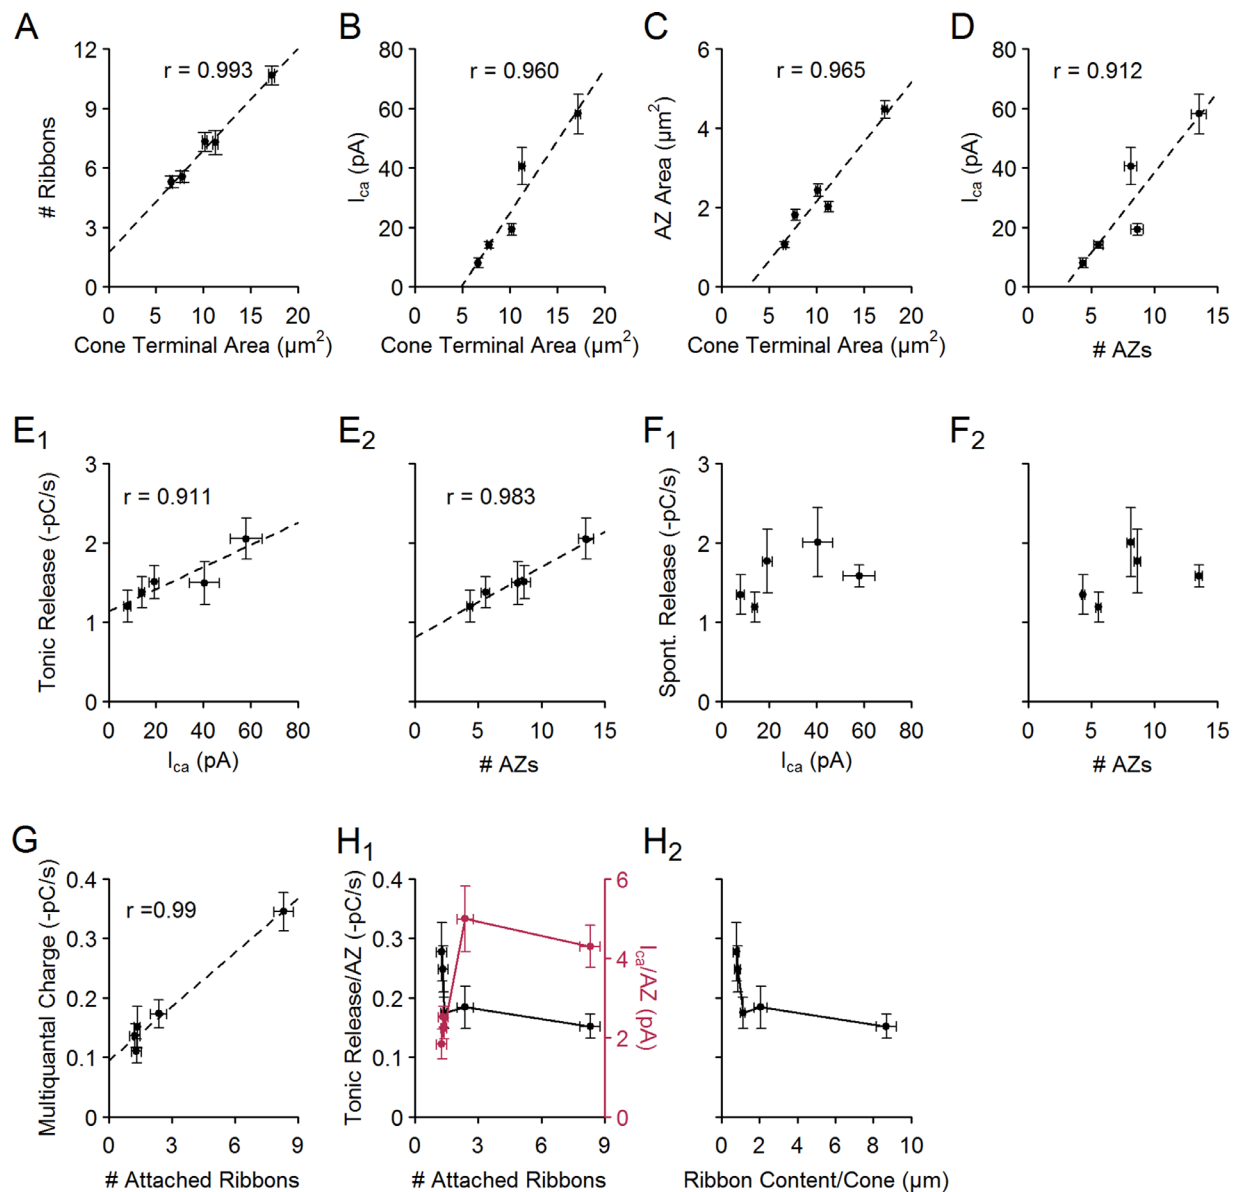 A
B
C
D
12
9
6
3
0
# Ribbons
r = 0.993
0 5 10 15 20
Cone Terminal Area (µm²)
80
60
40
20
0
I_ca (pA)
r = 0.960
0 5 10 15 20
Cone Terminal Area (µm²)
6
4
2
0
AZ Area (µm²)
r = 0.965
0 5 10 15 20
Cone Terminal Area (µm²)
80
60
40
20
0
I_ca (pA)
r = 0.912
0 5 10 15
# AZs
E₁
E₂
F₁
F₂
3
2
1
0
Tonic Release (-pC/s)
r = 0.911
0 20 40 60 80
I_ca (pA)
r = 0.983
0 5 10 15
# AZs
3
2
1
0
Spont. Release (-pC/s)
0 20 40 60 80
I_ca (pA)
0 5 10 15
# AZs
G
H₁
H₂
0.4
0.3
0.2
0.1
0
Multiquantal Charge (-pC/s)
r =0.99
0 3 6 9
# Attached Ribbons
0.4
0.3
0.2
0.1
0
Tonic Release/AZ (-pC/s)
6
4
2
0
I_ca/AZ (pA)
0 3 6 9
# Attached Ribbons
0 2 4 6 8 10
Ribbon Content/Cone (µm)